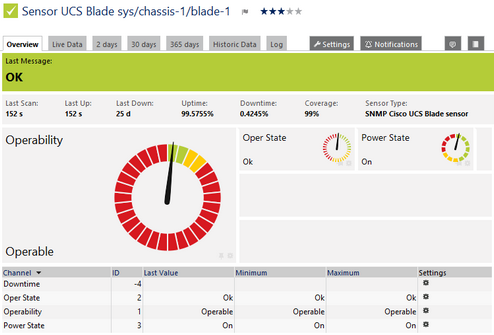 Sensor UCS Blade sys/chassis-1/blade-1
Overview Live Data 2 days 30 days 365 days Historic Data Log Settings Notifications
Last Message:
OK
Last Scan: Last Up: Last Down: Uptime: Downtime: Coverage: Sensor Type:
152 s 152 s 25 d 99.5755% 0.4245% 99% SNMP Cisco UCS Blade sensor
Operability
Oper State
Ok
Power State
On
Operable
Channel ID Last Value Minimum Maximum Settings
Downtime -4
Oper State 2 Ok Ok Ok
Operability 1 Operable Operable Operable
Power State 3 On On On